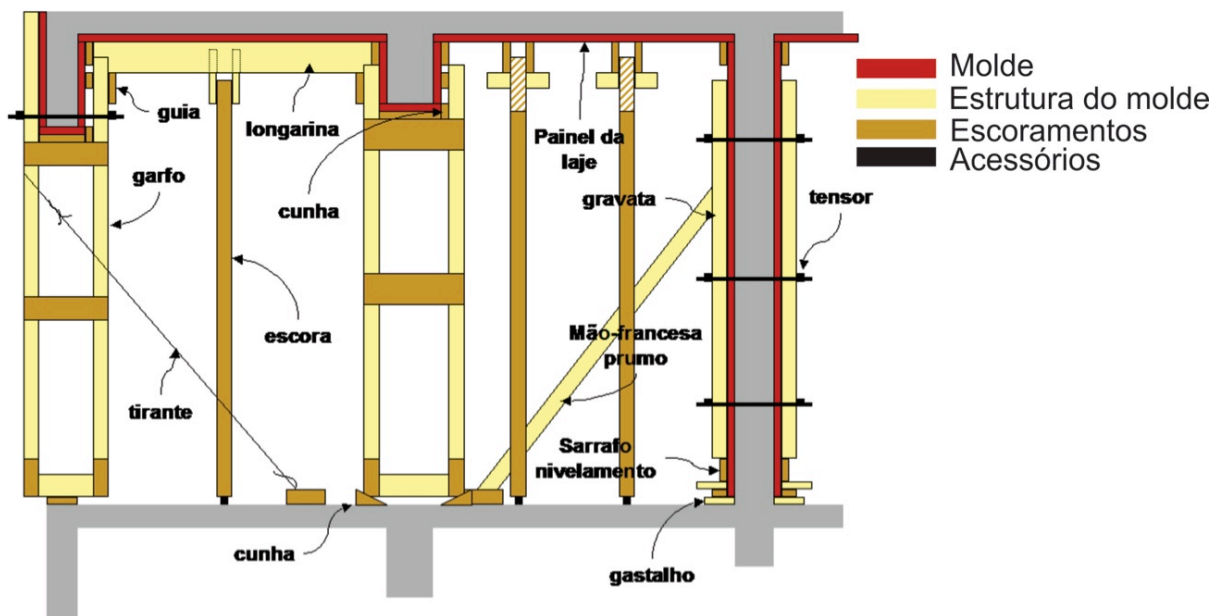 guia
longarina
garfo
cunha
Painel da
laje
gravata
tensor
escora
Mão-francesa
prumo
tirante
Sarrafo
nivelamento
cunha
gastalho
Molde
Estrutura do molde
Escoramentos
Acessórios